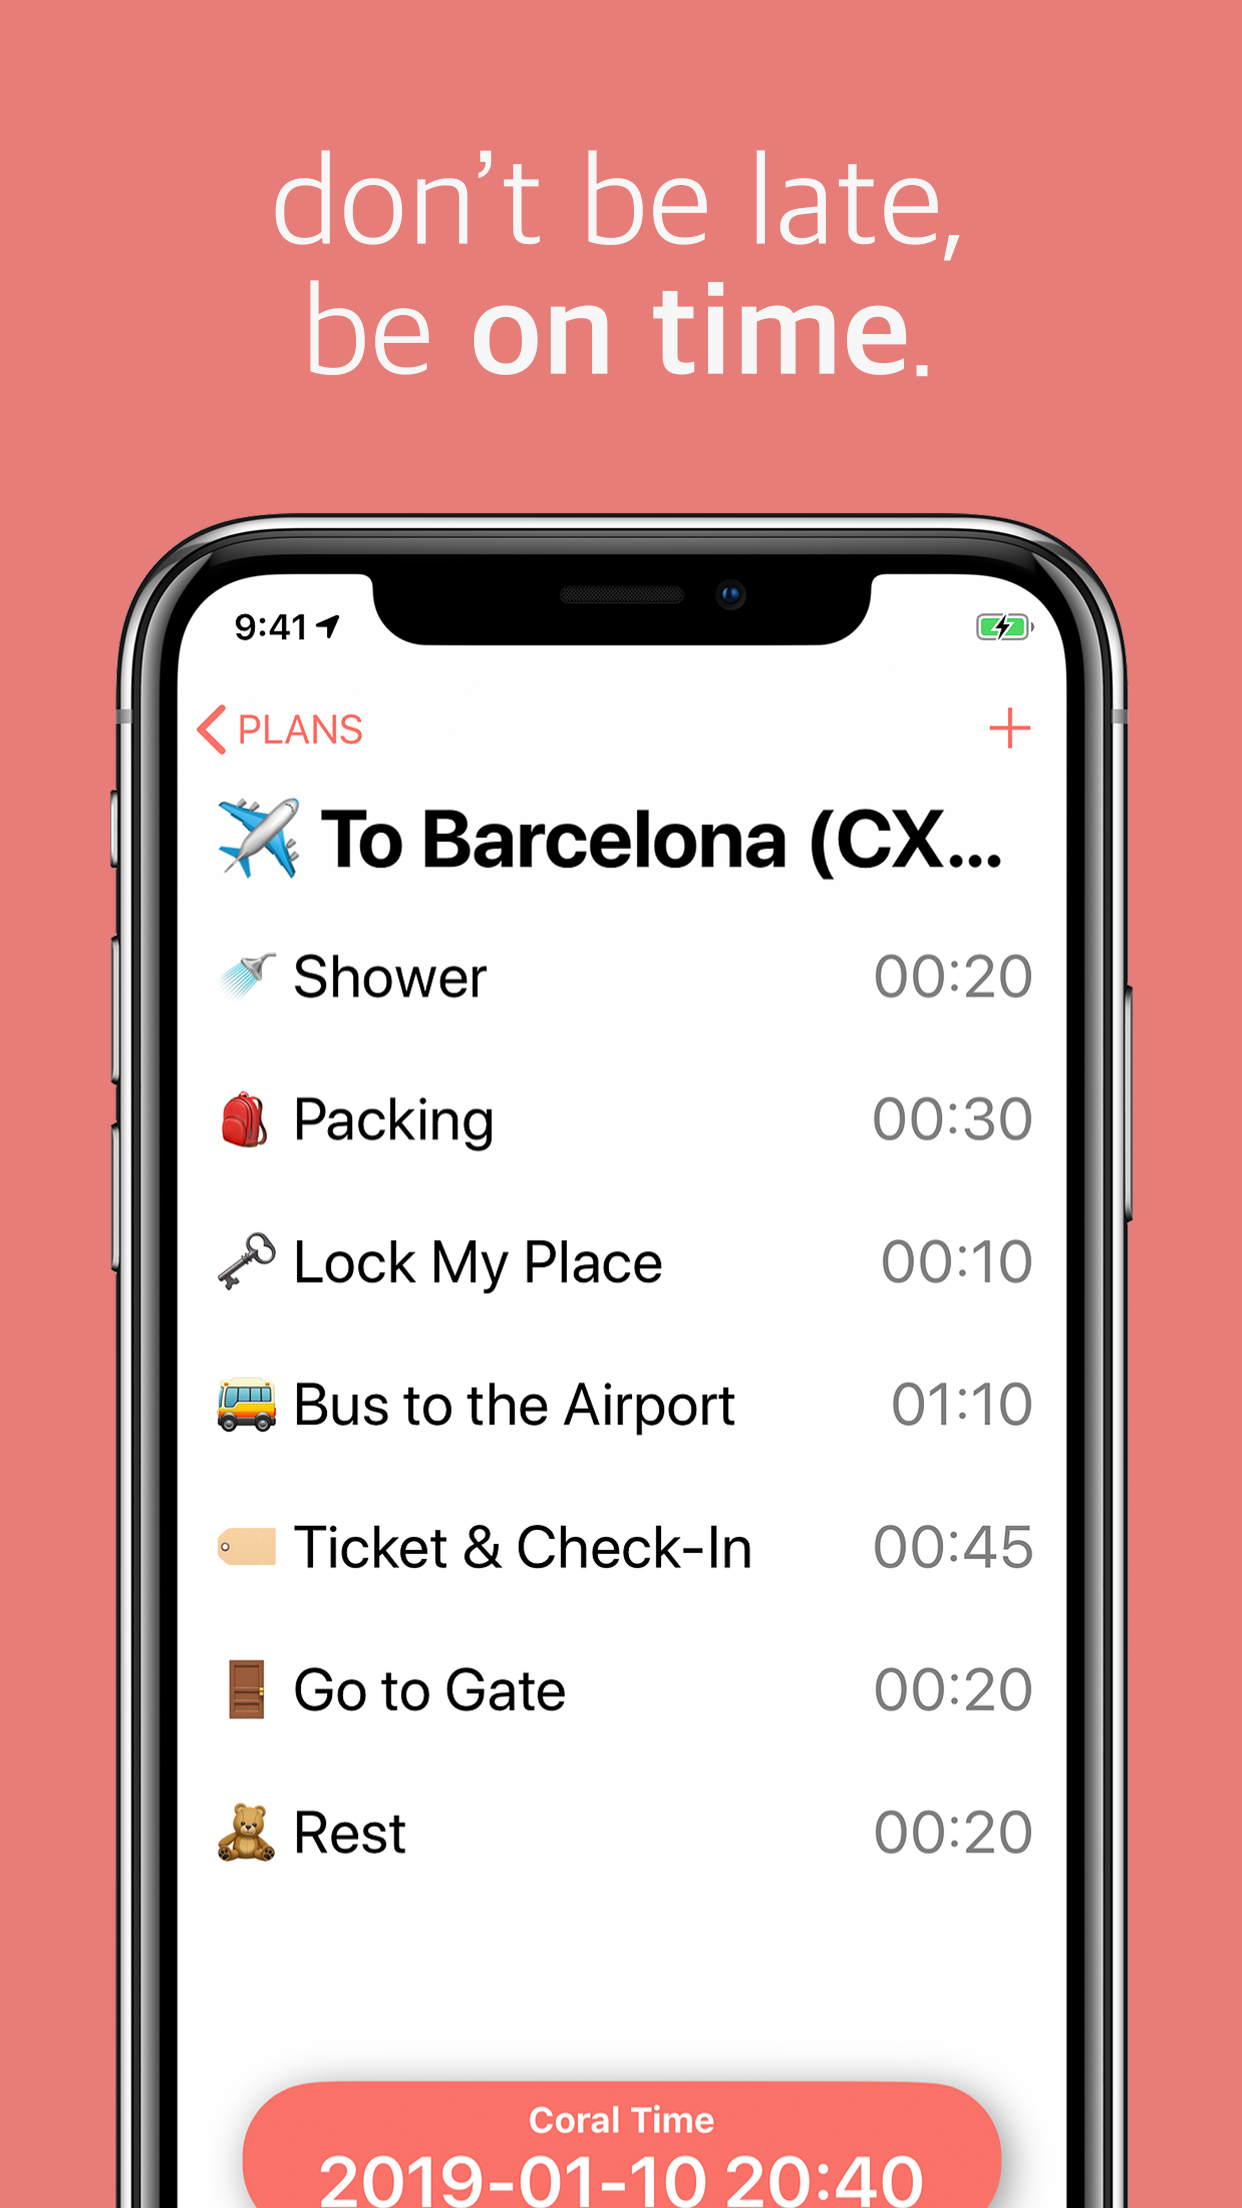 don’t be late,
be on time.
9:41
PLANS
To Barcelona (CX...
Shower 00:20
Packing 00:30
Lock My Place 00:10
Bus to the Airport 01:10
Ticket & Check-In 00:45
Go to Gate 00:20
Rest 00:20
Coral Time
2019-01-10 20:40